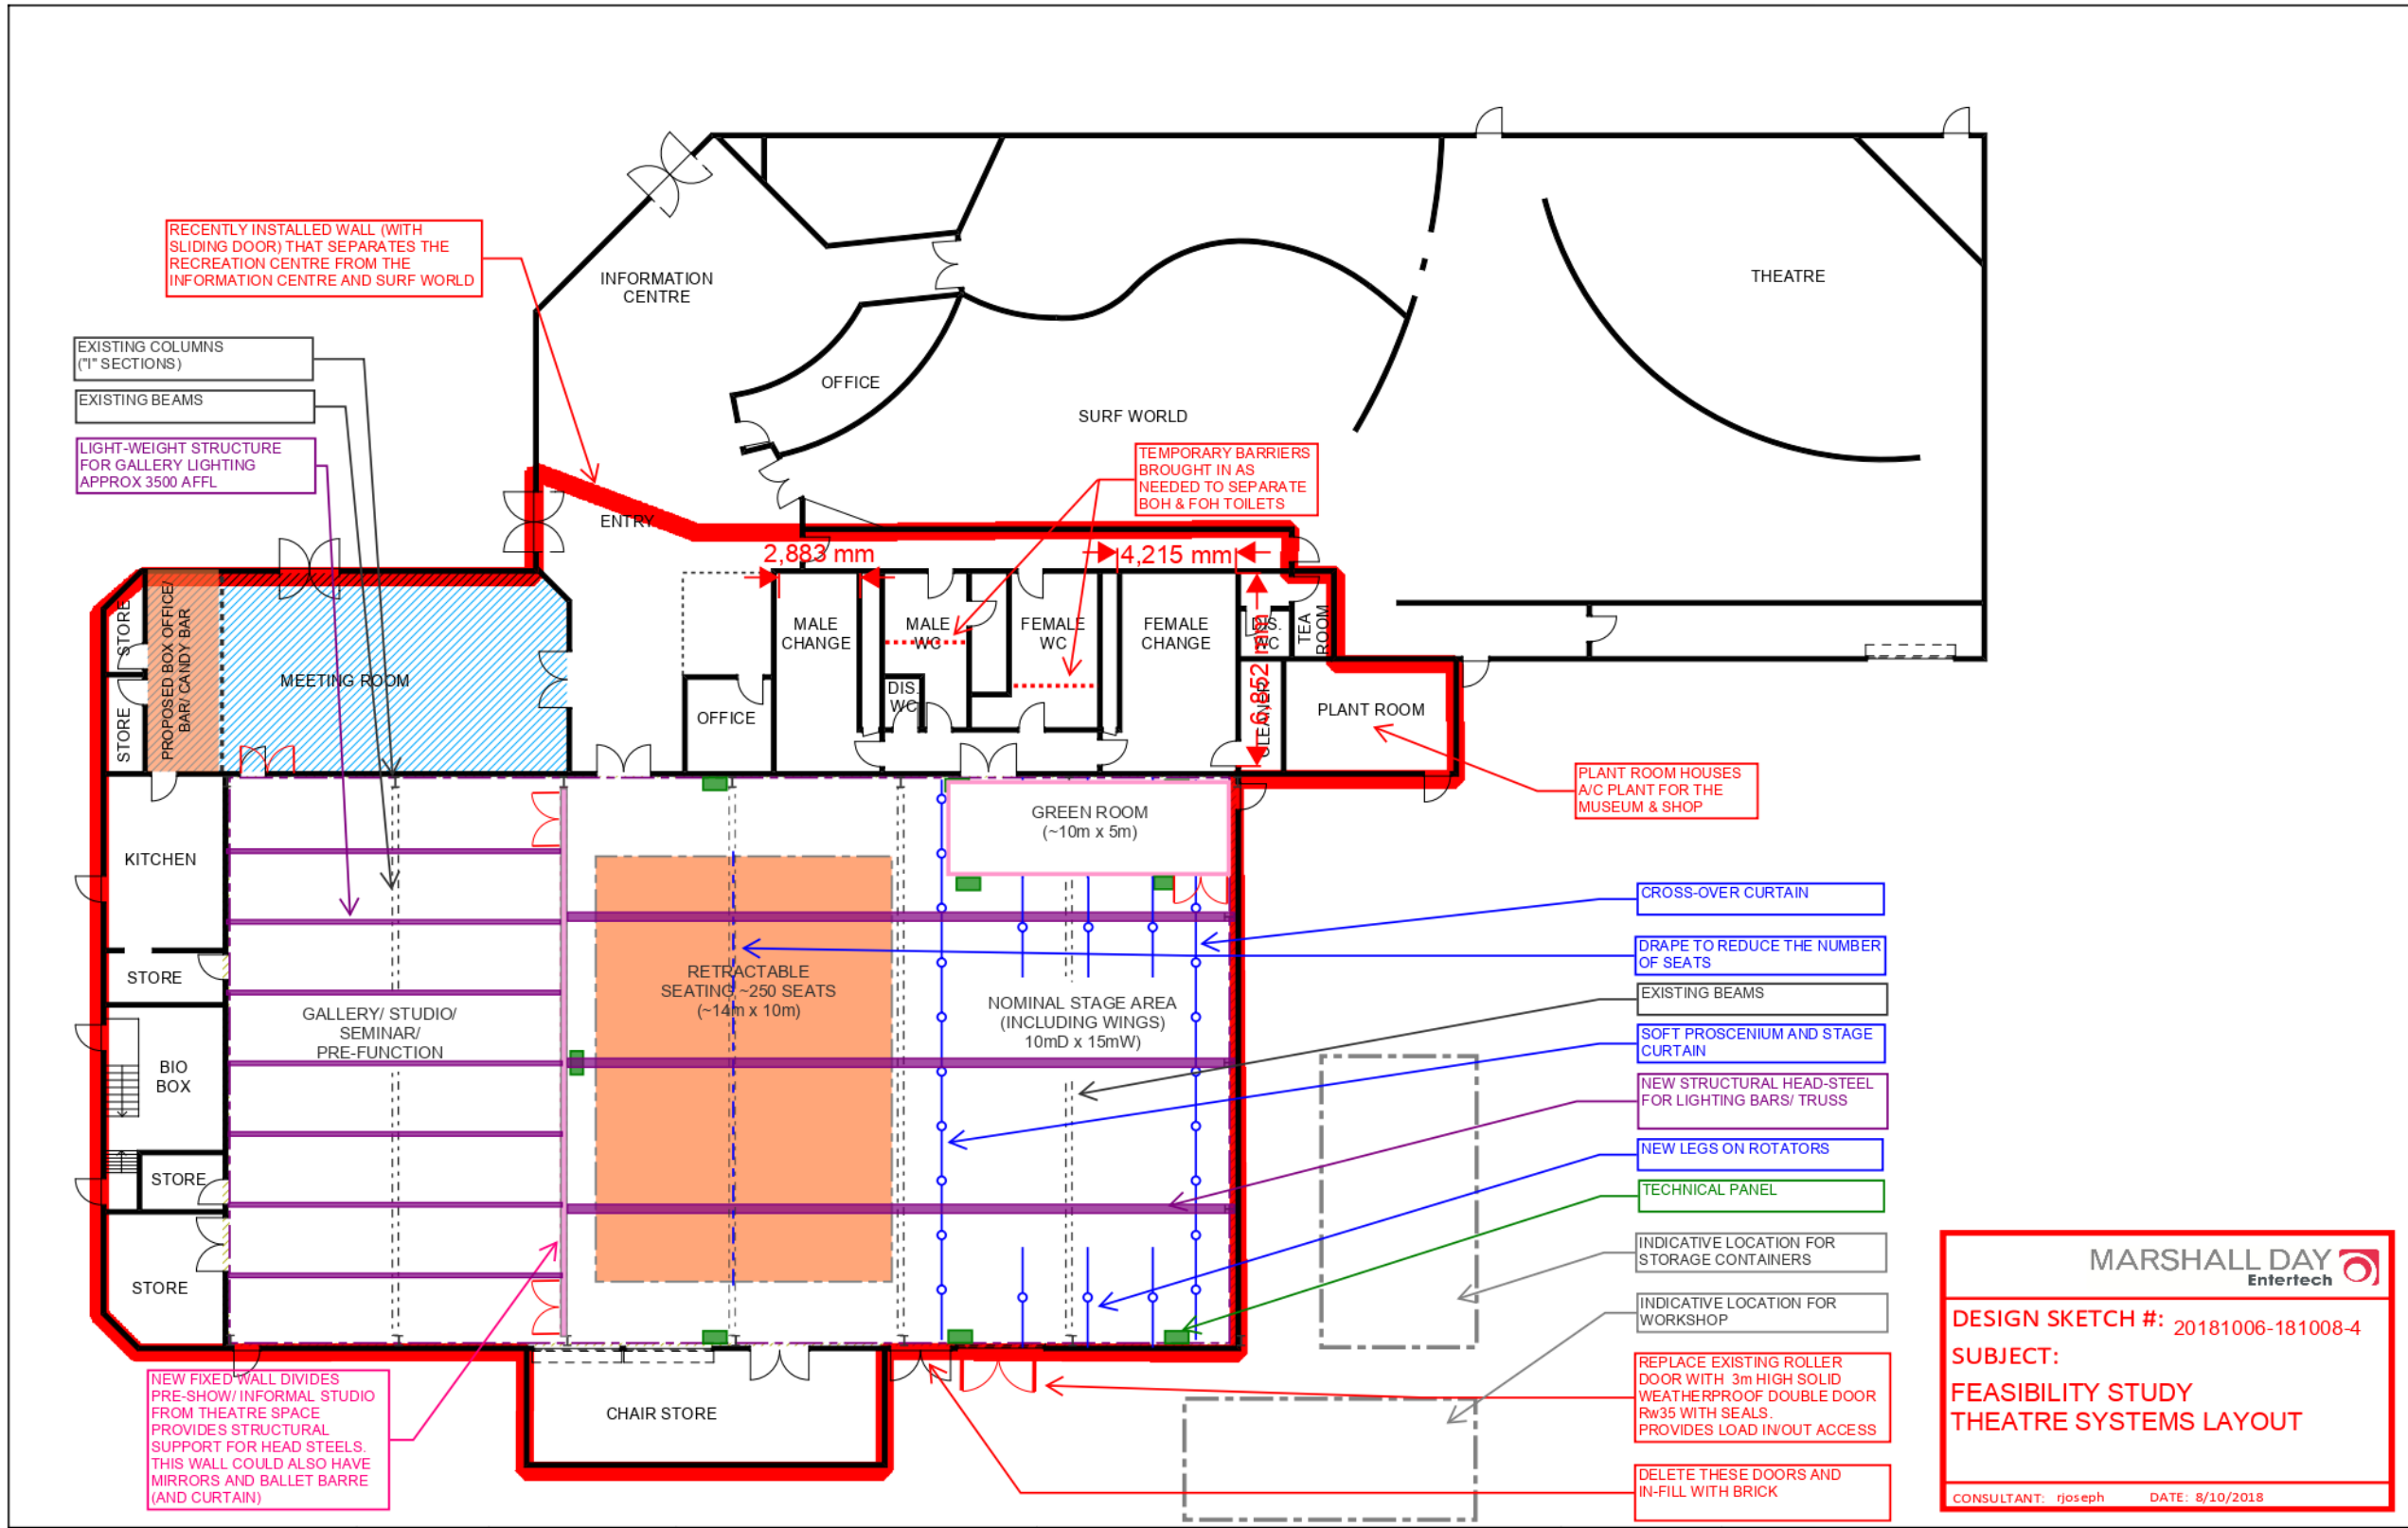 RECENTLY INSTALLED WALL (WITH
SLIDING DOOR) THAT SEPARATES THE
RECREATION CENTRE FROM THE
INFORMATION CENTRE AND SURF WORLD
EXISTING COLUMNS
("I" SECTIONS)
EXISTING BEAMS
LIGHT-WEIGHT STRUCTURE
FOR GALLERY LIGHTING
APPROX 3500 AFFL
INFORMATION
CENTRE
OFFICE
SURF WORLD
THEATRE
TEMPORARY BARRIERS
BROUGHT IN AS
NEEDED TO SEPARATE
BOH & FOH TOILETS
ENTRY
2,883 mm
4,215 mm
6,852 mm
STORE
STORE
PROPOSED BOX OFFICE/
BAR/ CANDY BAR
MEETING ROOM
OFFICE
MALE
CHANGE
MALE
WC
DIS.
WC
FEMALE
WC
FEMALE
CHANGE
DIS.
WC
TEA
ROOM
CLEANER
PLANT ROOM
PLANT ROOM HOUSES
A/C PLANT FOR THE
MUSEUM & SHOP
KITCHEN
STORE
BIO
BOX
STORE
STORE
GALLERY/ STUDIO/
SEMINAR/
PRE-FUNCTION
RETRACTABLE
SEATING ~250 SEATS
(~14m x 10m)
GREEN ROOM
(~10m x 5m)
NOMINAL STAGE AREA
(INCLUDING WINGS)
10mD x 15mW)
CHAIR STORE
CROSS-OVER CURTAIN
DRAPE TO REDUCE THE NUMBER
OF SEATS
EXISTING BEAMS
SOFT PROSCENIUM AND STAGE
CURTAIN
NEW STRUCTURAL HEAD-STEEL
FOR LIGHTING BARS/ TRUSS
NEW LEGS ON ROTATORS
TECHNICAL PANEL
INDICATIVE LOCATION FOR
STORAGE CONTAINERS
INDICATIVE LOCATION FOR
WORKSHOP
REPLACE EXISTING ROLLER
DOOR WITH 3m HIGH SOLID
WEATHERPROOF DOUBLE DOOR
Rw35 WITH SEALS.
PROVIDES LOAD IN/OUT ACCESS
DELETE THESE DOORS AND
IN-FILL WITH BRICK
NEW FIXED WALL DIVIDES
PRE-SHOW/ INFORMAL STUDIO
FROM THEATRE SPACE
PROVIDES STRUCTURAL
SUPPORT FOR HEAD STEELS.
THIS WALL COULD ALSO HAVE
MIRRORS AND BALLET BARRE
(AND CURTAIN)
MARSHALL DAY
Entertech
DESIGN SKETCH #: 20181006-181008-4
SUBJECT:
FEASIBILITY STUDY
THEATRE SYSTEMS LAYOUT
CONSULTANT: rjoseph DATE: 8/10/2018